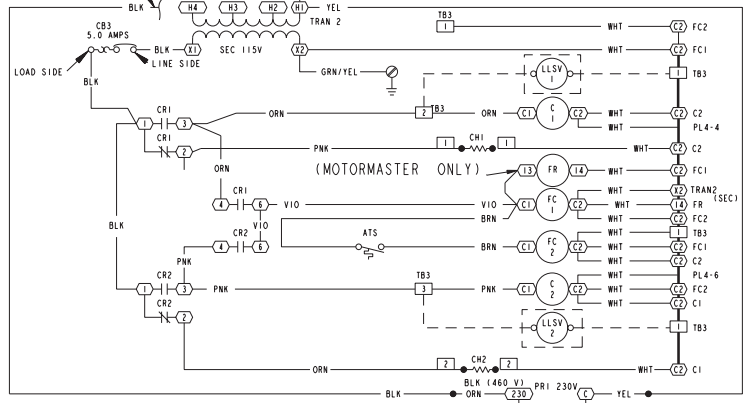 BLK H4 H3 H2 H1 YEL
TRAN 2
CB3
5.0 AMPS
TB3
1 WHT C2 FC2
BLK X1 SEC 115V X2 WHT C2 FC1
LINE SIDE
LOAD SIDE
GRN/YEL
LLSV
1
1 TB3
BLK
CR1
1 3 ORN 2 TB3 ORN C1 C
1 C2 WHT C2 C2
WHT PL4-4
CR1
2 PNK 1 CH1 1 WHT C2 C2
ORN
(MOTORMASTER ONLY)
13 FR 14 WHT C2 FC1
CR1
4 6 VIO VIO C1 FC
1 C2
WHT X2 TRAN2
(SEC)
WHT 14 FR
WHT C2 FC2
BRN
BLK
VIO
CR2
4 6
ATS
BRN C1 FC
2 C2
WHT 1 TB3
WHT C2 FC1
WHT C2 C2
PNK
CR2
1 3 PNK TB3
3 PNK C1 C
2 C2
WHT PL4-6
WHT C2 FC2
WHT C2 C1
CR2
2
LLSV
2
1 TB3
ORN 2 CH2 2 WHT C2 C1
BLK (460 V)
BLK ORN 230 PRI 230V C YEL